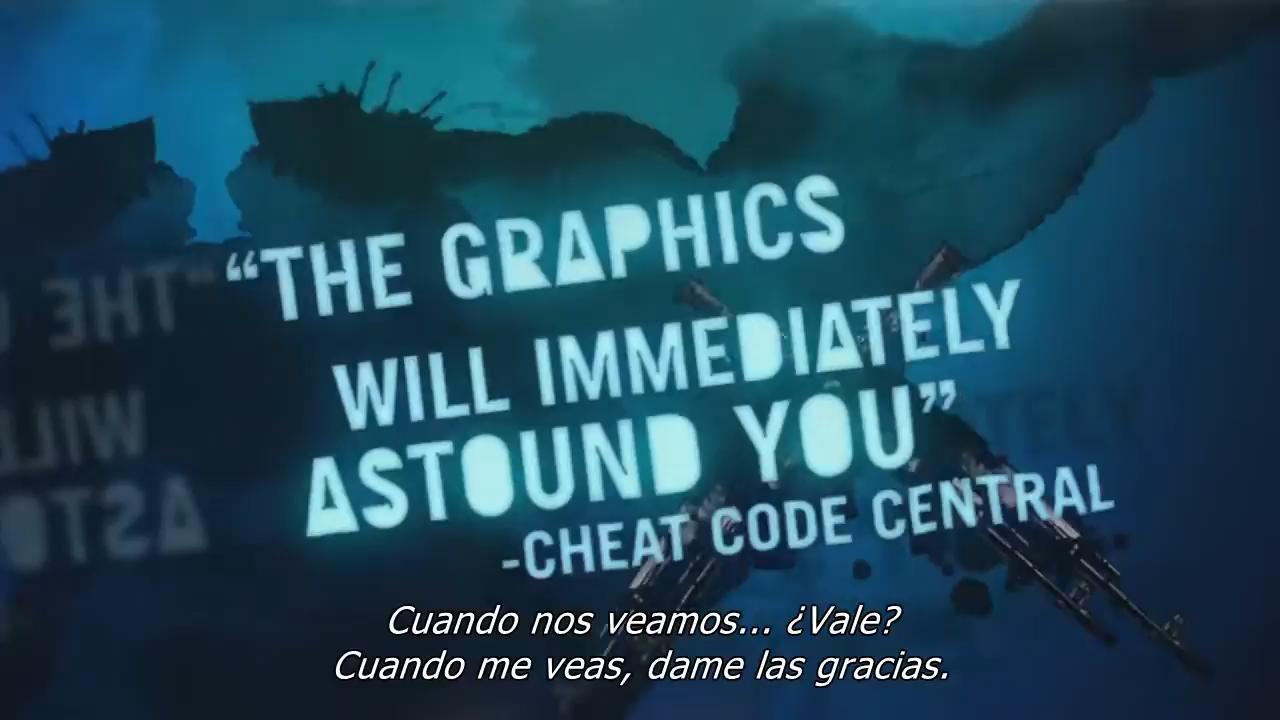 “THE GRAPHICS
WILL IMMEDIATELY
ASTOUND YOU”
-CHEAT CODE CENTRAL
Cuando nos veamos... ¿Vale?
Cuando me veas, dame las gracias.